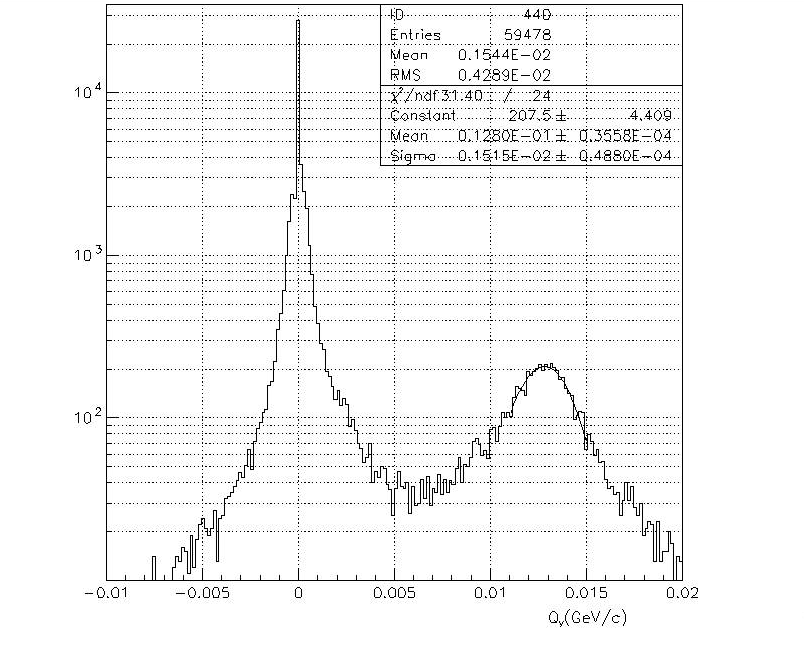 ID 440
Entries 59478
Mean 0.1544E-02
RMS 0.4289E-02
χ²/ndf 31.40 / 24
Constant 207.5 ± 4.409
Mean 0.1280E-01 ± 0.3558E-04
Sigma 0.1515E-02 ± 0.4880E-04
10⁴
10³
10²
-0.01 -0.005 0 0.005 0.01 0.015 0.02
Qᵧ(GeV/c)